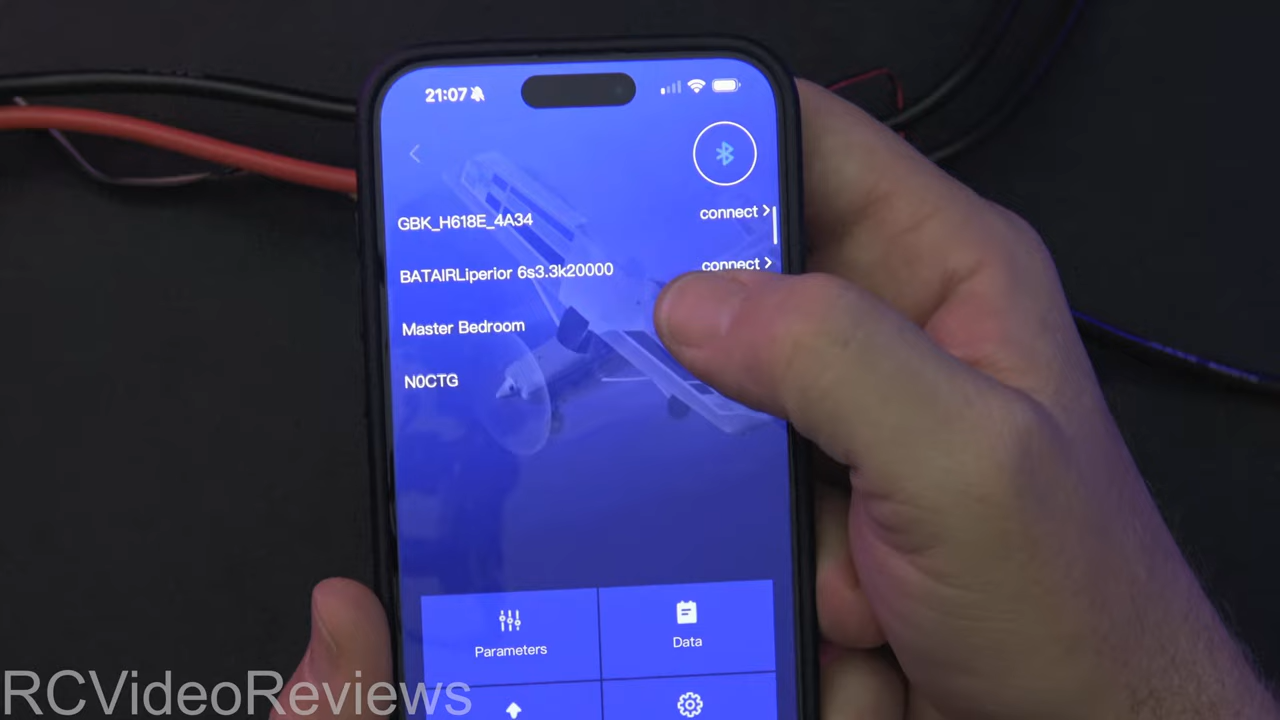 21:07
GBK_H618E_4A34 connect >
BATAIRLiperior 6s3.3k20000 connect >
Master Bedroom
N0CTG
Parameters
Data
RCVideoReviews